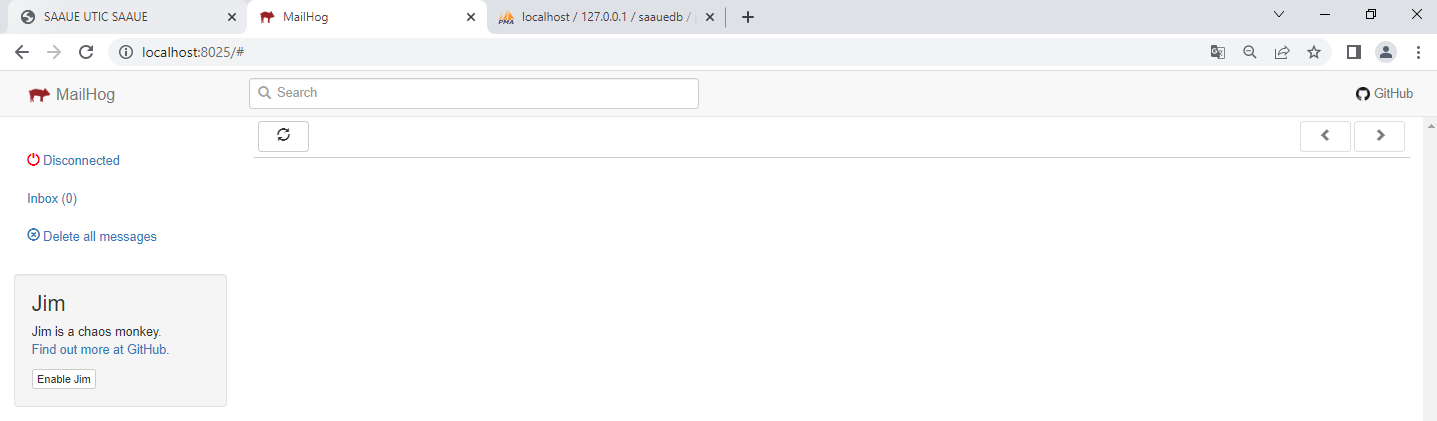 SAAUE UTIC SAAUE
MailHog
localhost / 127.0.0.1 / saauedb /
localhost:8025/#
MailHog
Search
GitHub
Disconnected
Inbox (0)
Delete all messages
Jim
Jim is a chaos monkey.
Find out more at GitHub.
Enable Jim